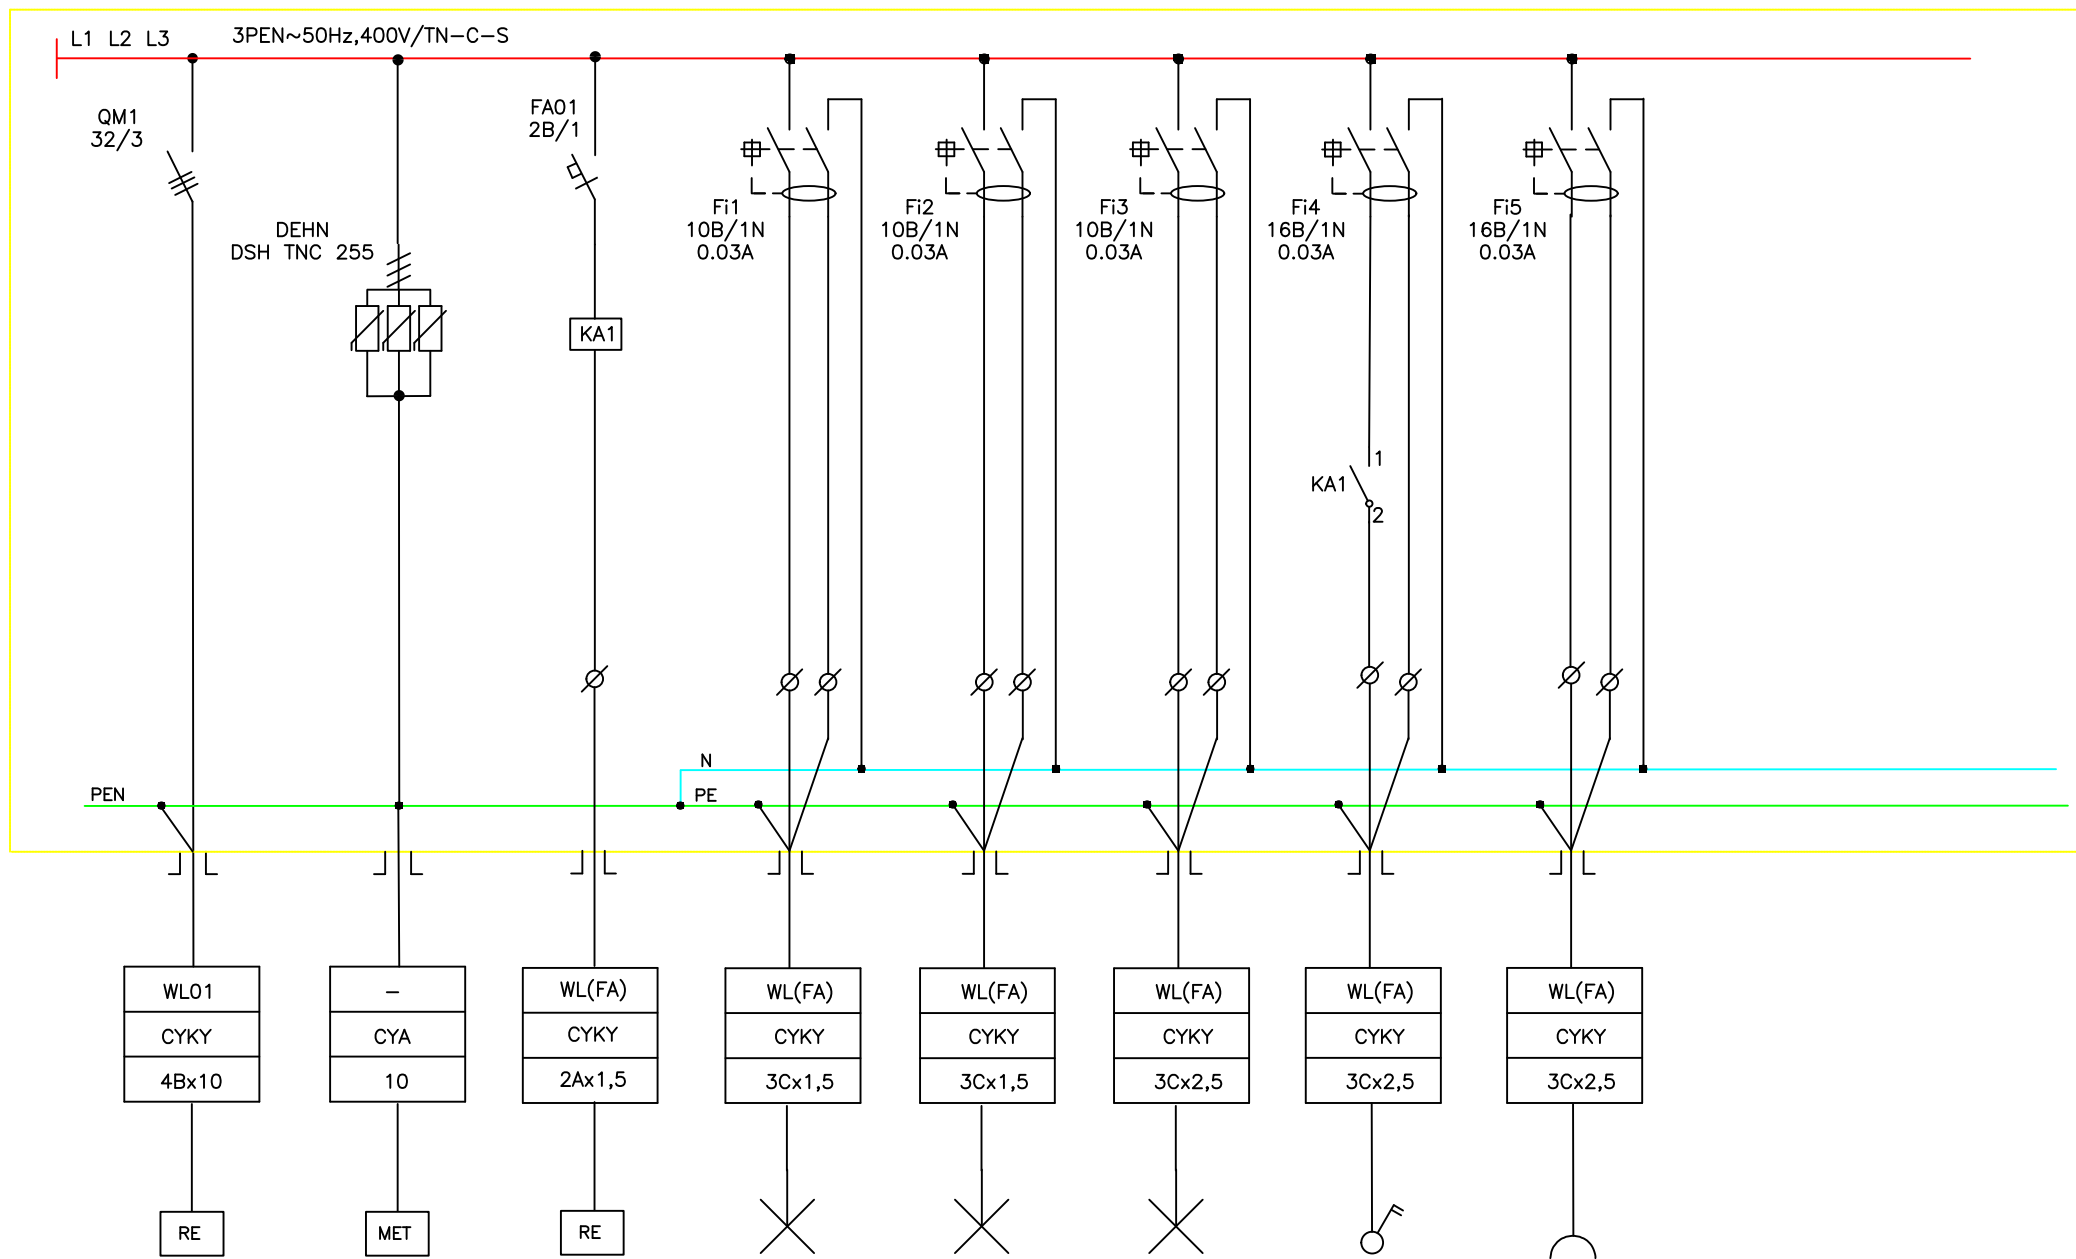 L1 L2 L3
3PEN~50Hz,400V/TN-C-S
QM1
32/3
DEHN
DSH TNC 255
FA01
2B/1
KA1
Fi1
10B/1N
0.03A
Fi2
10B/1N
0.03A
Fi3
10B/1N
0.03A
Fi4
16B/1N
0.03A
Fi5
16B/1N
0.03A
1
KA1
2
N
PEN
PE
WL01
CYKY
4Bx10
RE
-
CYA
10
MET
WL(FA)
CYKY
2Ax1,5
RE
WL(FA)
CYKY
3Cx1,5
WL(FA)
CYKY
3Cx1,5
WL(FA)
CYKY
3Cx2,5
WL(FA)
CYKY
3Cx2,5
WL(FA)
CYKY
3Cx2,5